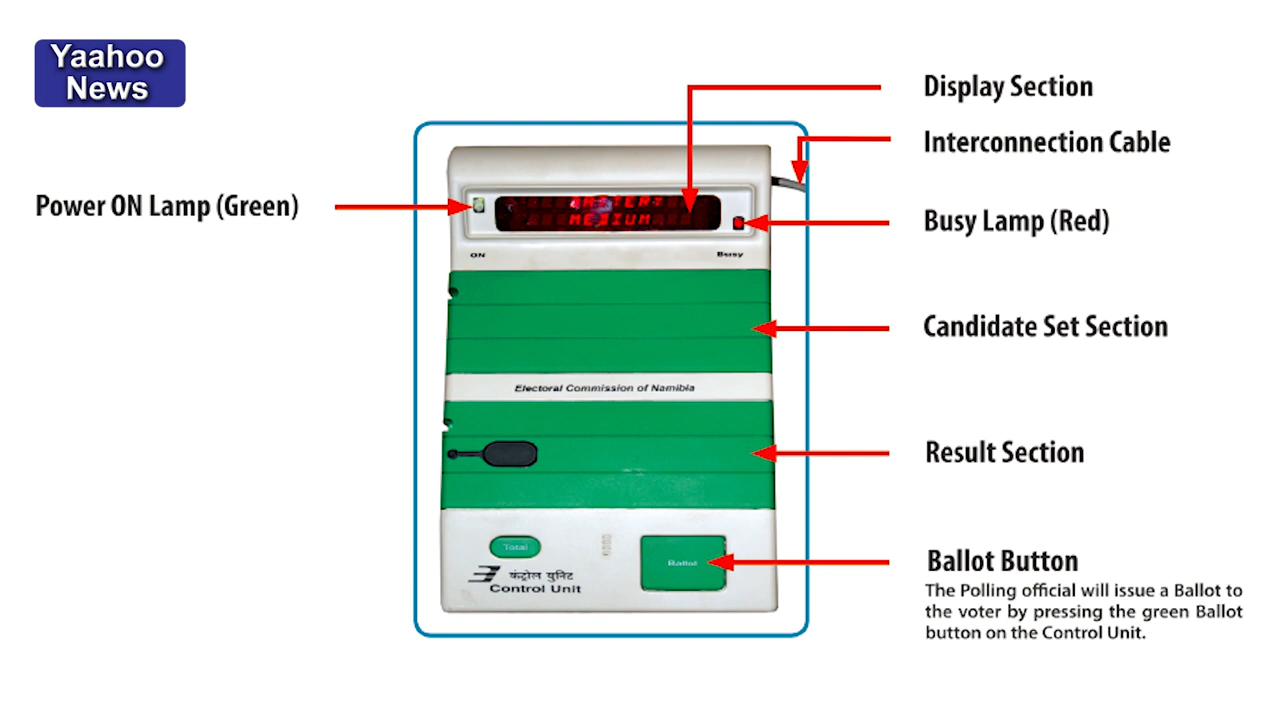 Yaahoo
News
Display Section
Interconnection Cable
Power ON Lamp (Green)
Busy Lamp (Red)
MEDIUM
ON
Busy
Candidate Set Section
Electoral Commission of Namibia
Result Section
Total
Ballot
Ballot Button
The Polling official will issue a Ballot to
the voter by pressing the green Ballot
button on the Control Unit.
कंट्रोल युनिट
Control Unit